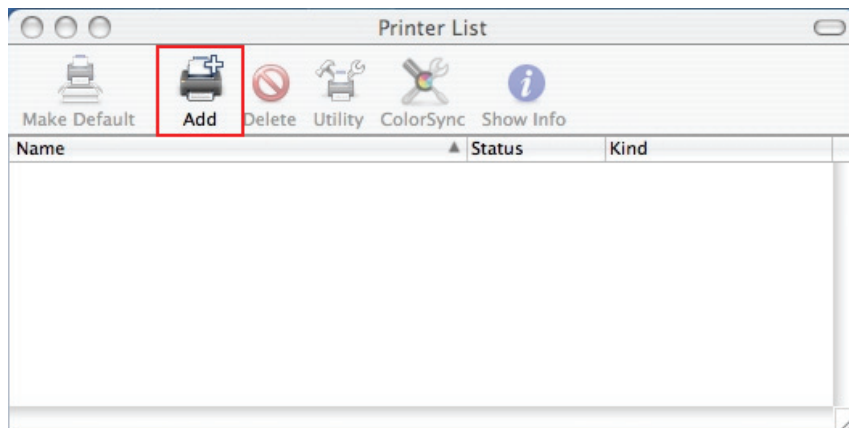 Printer List
Make Default Add Delete Utility ColorSync Show Info
Name Status Kind